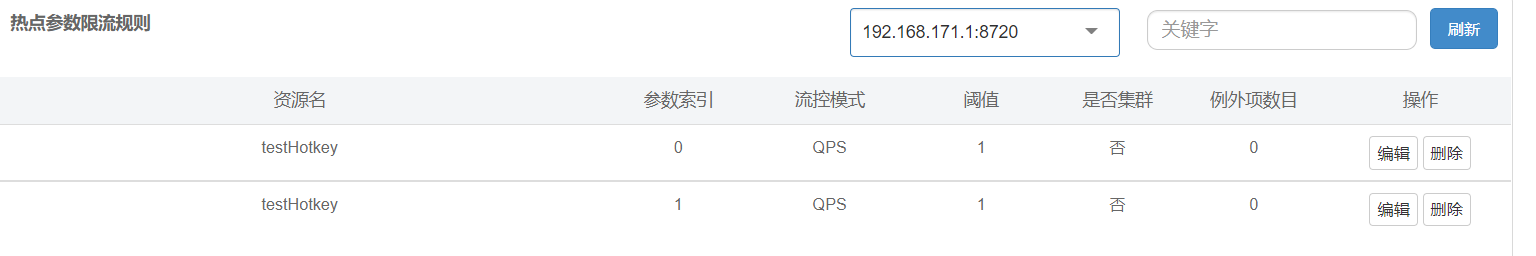 热点参数限流规则 192.168.171.1:8720 关键字 刷新
资源名 参数索引 流控模式 阈值 是否集群 例外项数目 操作
testHotkey 0 QPS 1 否 0 编辑 删除
testHotkey 1 QPS 1 否 0 编辑 删除